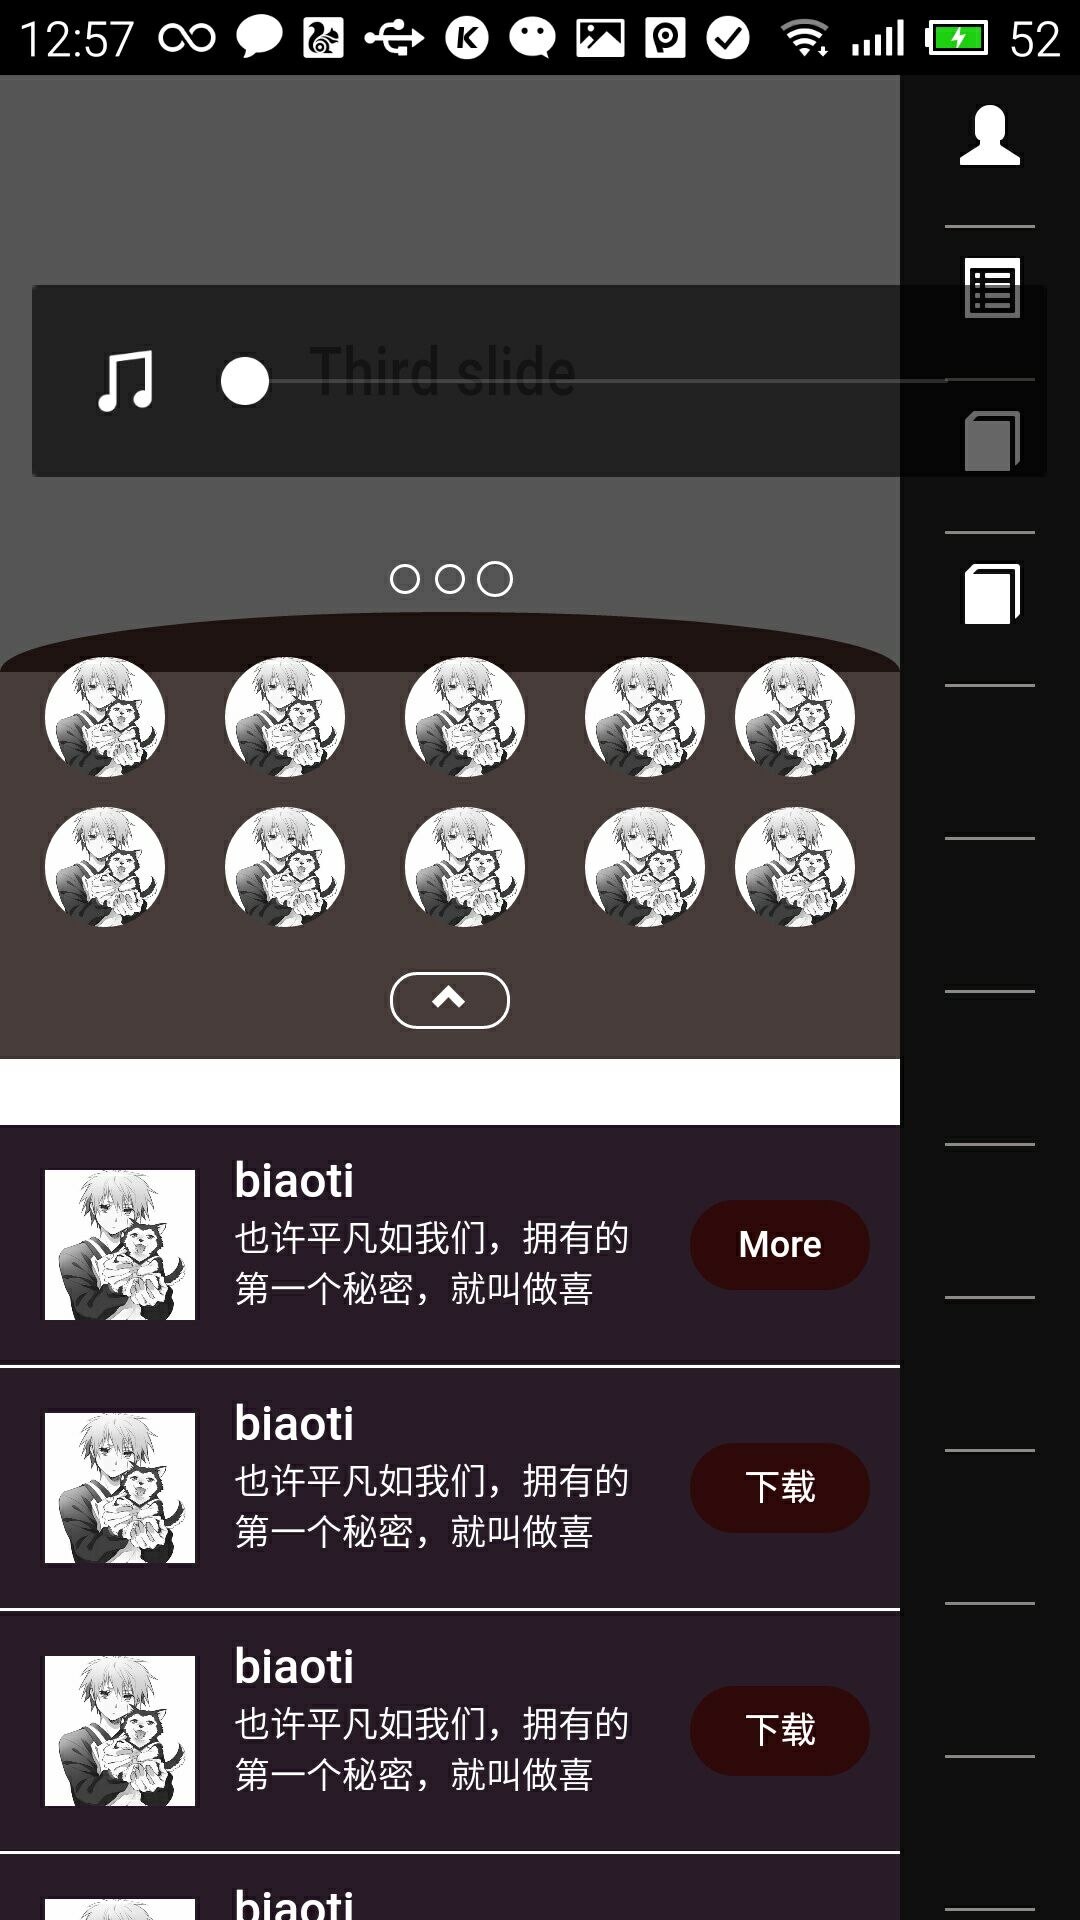 12:57
52
Third slide
biaoti
也许平凡如我们，拥有的
第一个秘密，就叫做喜
More
biaoti
也许平凡如我们，拥有的
第一个秘密，就叫做喜
下载
biaoti
也许平凡如我们，拥有的
第一个秘密，就叫做喜
下载
biaoti